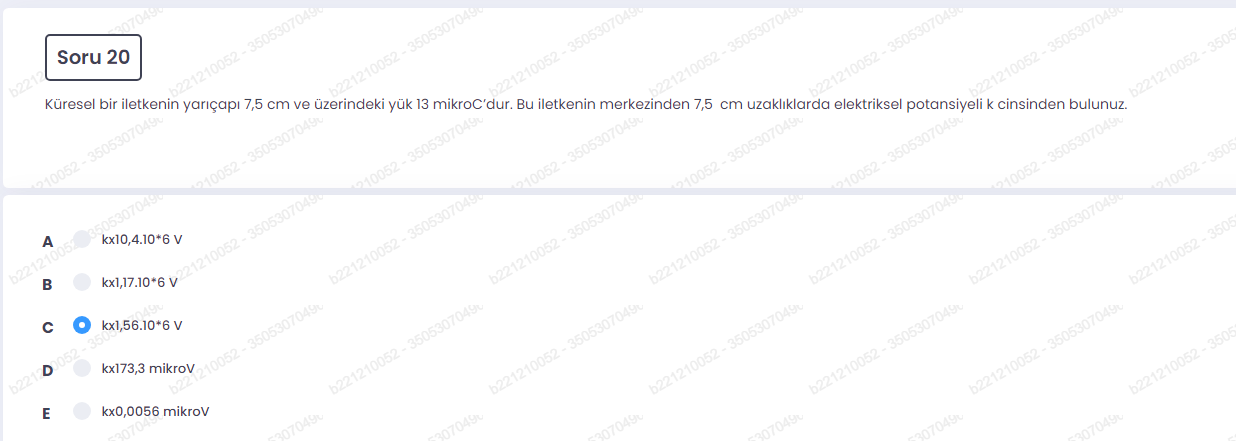 Soru 20
Küresel bir iletkenin yarıçapı 7,5 cm ve üzerindeki yük 13 mikroC’dur. Bu iletkenin merkezinden 7,5 cm uzaklıklarda elektriksel potansiyeli k cinsinden bulunuz.
A kx10,4.10*6 V
B kx1,17.10*6 V
C kx1,56.10*6 V
D kx173,3 mikroV
E kx0,0056 mikroV